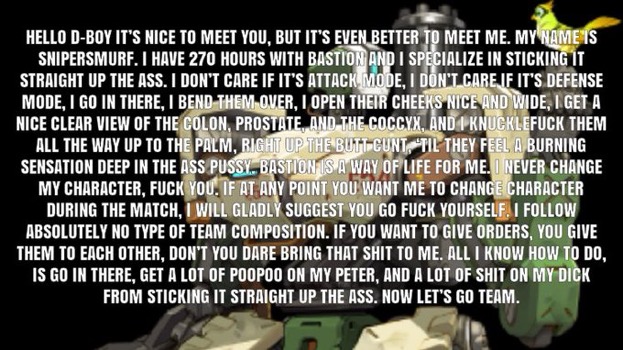 HELLO D-BOY IT'S NICE TO MEET YOU, BUT IT'S EVEN BETTER TO MEET ME. MY NAME IS
SNIPERSMURF. I HAVE 270 HOURS WITH BASTION AND I SPECIALIZE IN STICKING IT
STRAIGHT UP THE ASS. I DON'T CARE IF IT'S ATTACK MODE, I DON'T CARE IF IT'S DEFENSE
MODE, I GO IN THERE, I BEND THEM OVER, I OPEN THEIR CHEEKS NICE AND WIDE, I GET A
NICE CLEAR VIEW OF THE COLON, PROSTATE, AND THE COCCYX, AND I KNUCKLEFUCK THEM
ALL THE WAY UP TO THE PALM, RIGHT UP THE BUTT CUNT, 'TIL THEY FEEL A BURNING
SENSATION DEEP IN THE ASS PUSSY. BASTION IS A WAY OF LIFE FOR ME. I NEVER CHANGE
MY CHARACTER, FUCK YOU. IF AT ANY POINT YOU WANT ME TO CHANGE CHARACTER
DURING THE MATCH, I WILL GLADLY SUGGEST YOU GO FUCK YOURSELF. I FOLLOW
ABSOLUTELY NO TYPE OF TEAM COMPOSITION. IF YOU WANT TO GIVE ORDERS, YOU GIVE
THEM TO EACH OTHER, DON'T YOU DARE BRING THAT SHIT TO ME. ALL I KNOW HOW TO DO,
IS GO IN THERE, GET A LOT OF POOPOO ON MY PETER, AND A LOT OF SHIT ON MY DICK
FROM STICKING IT STRAIGHT UP THE ASS. NOW LET'S GO TEAM.